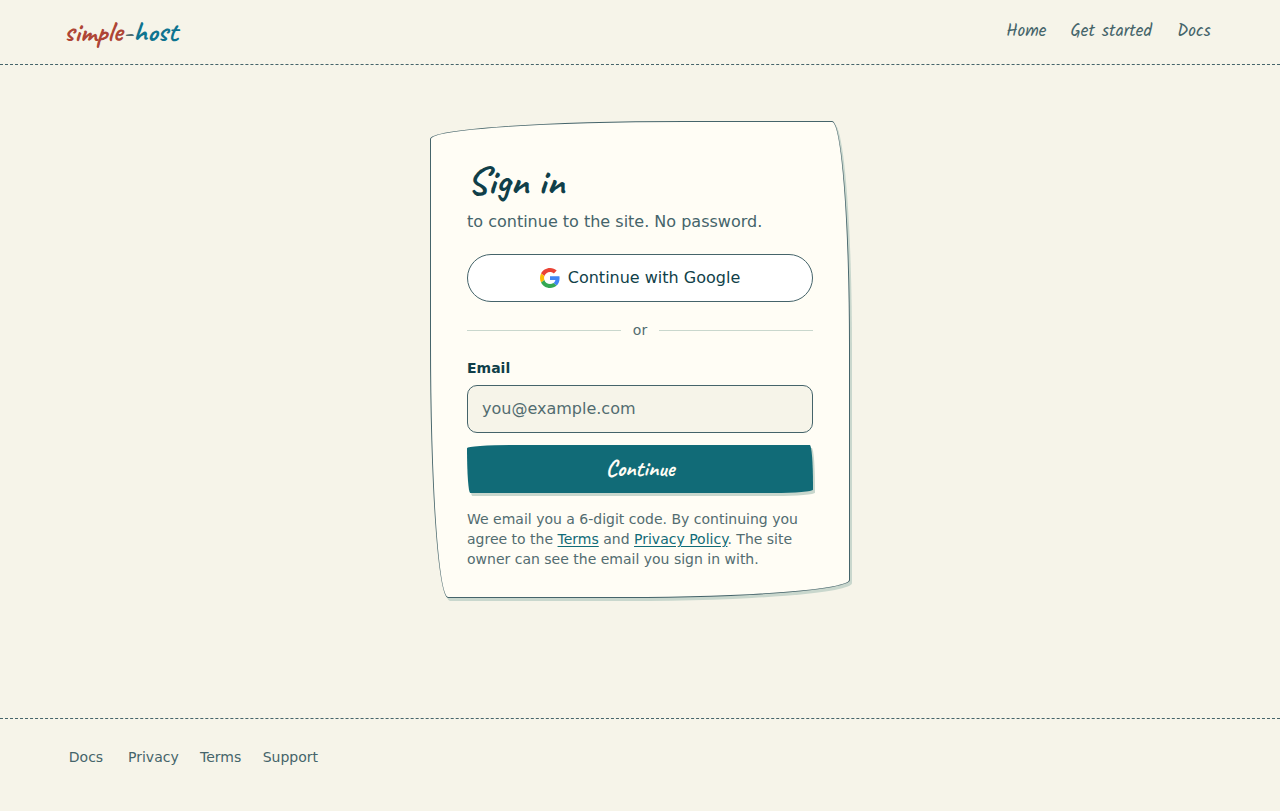 simple-host
Home Get started Docs
Sign in
to continue to the site. No password.
Continue with Google
or
Email
you@example.com
Continue
We email you a 6-digit code. By continuing you
agree to the Terms and Privacy Policy. The site
owner can see the email you sign in with.
Docs Privacy Terms Support